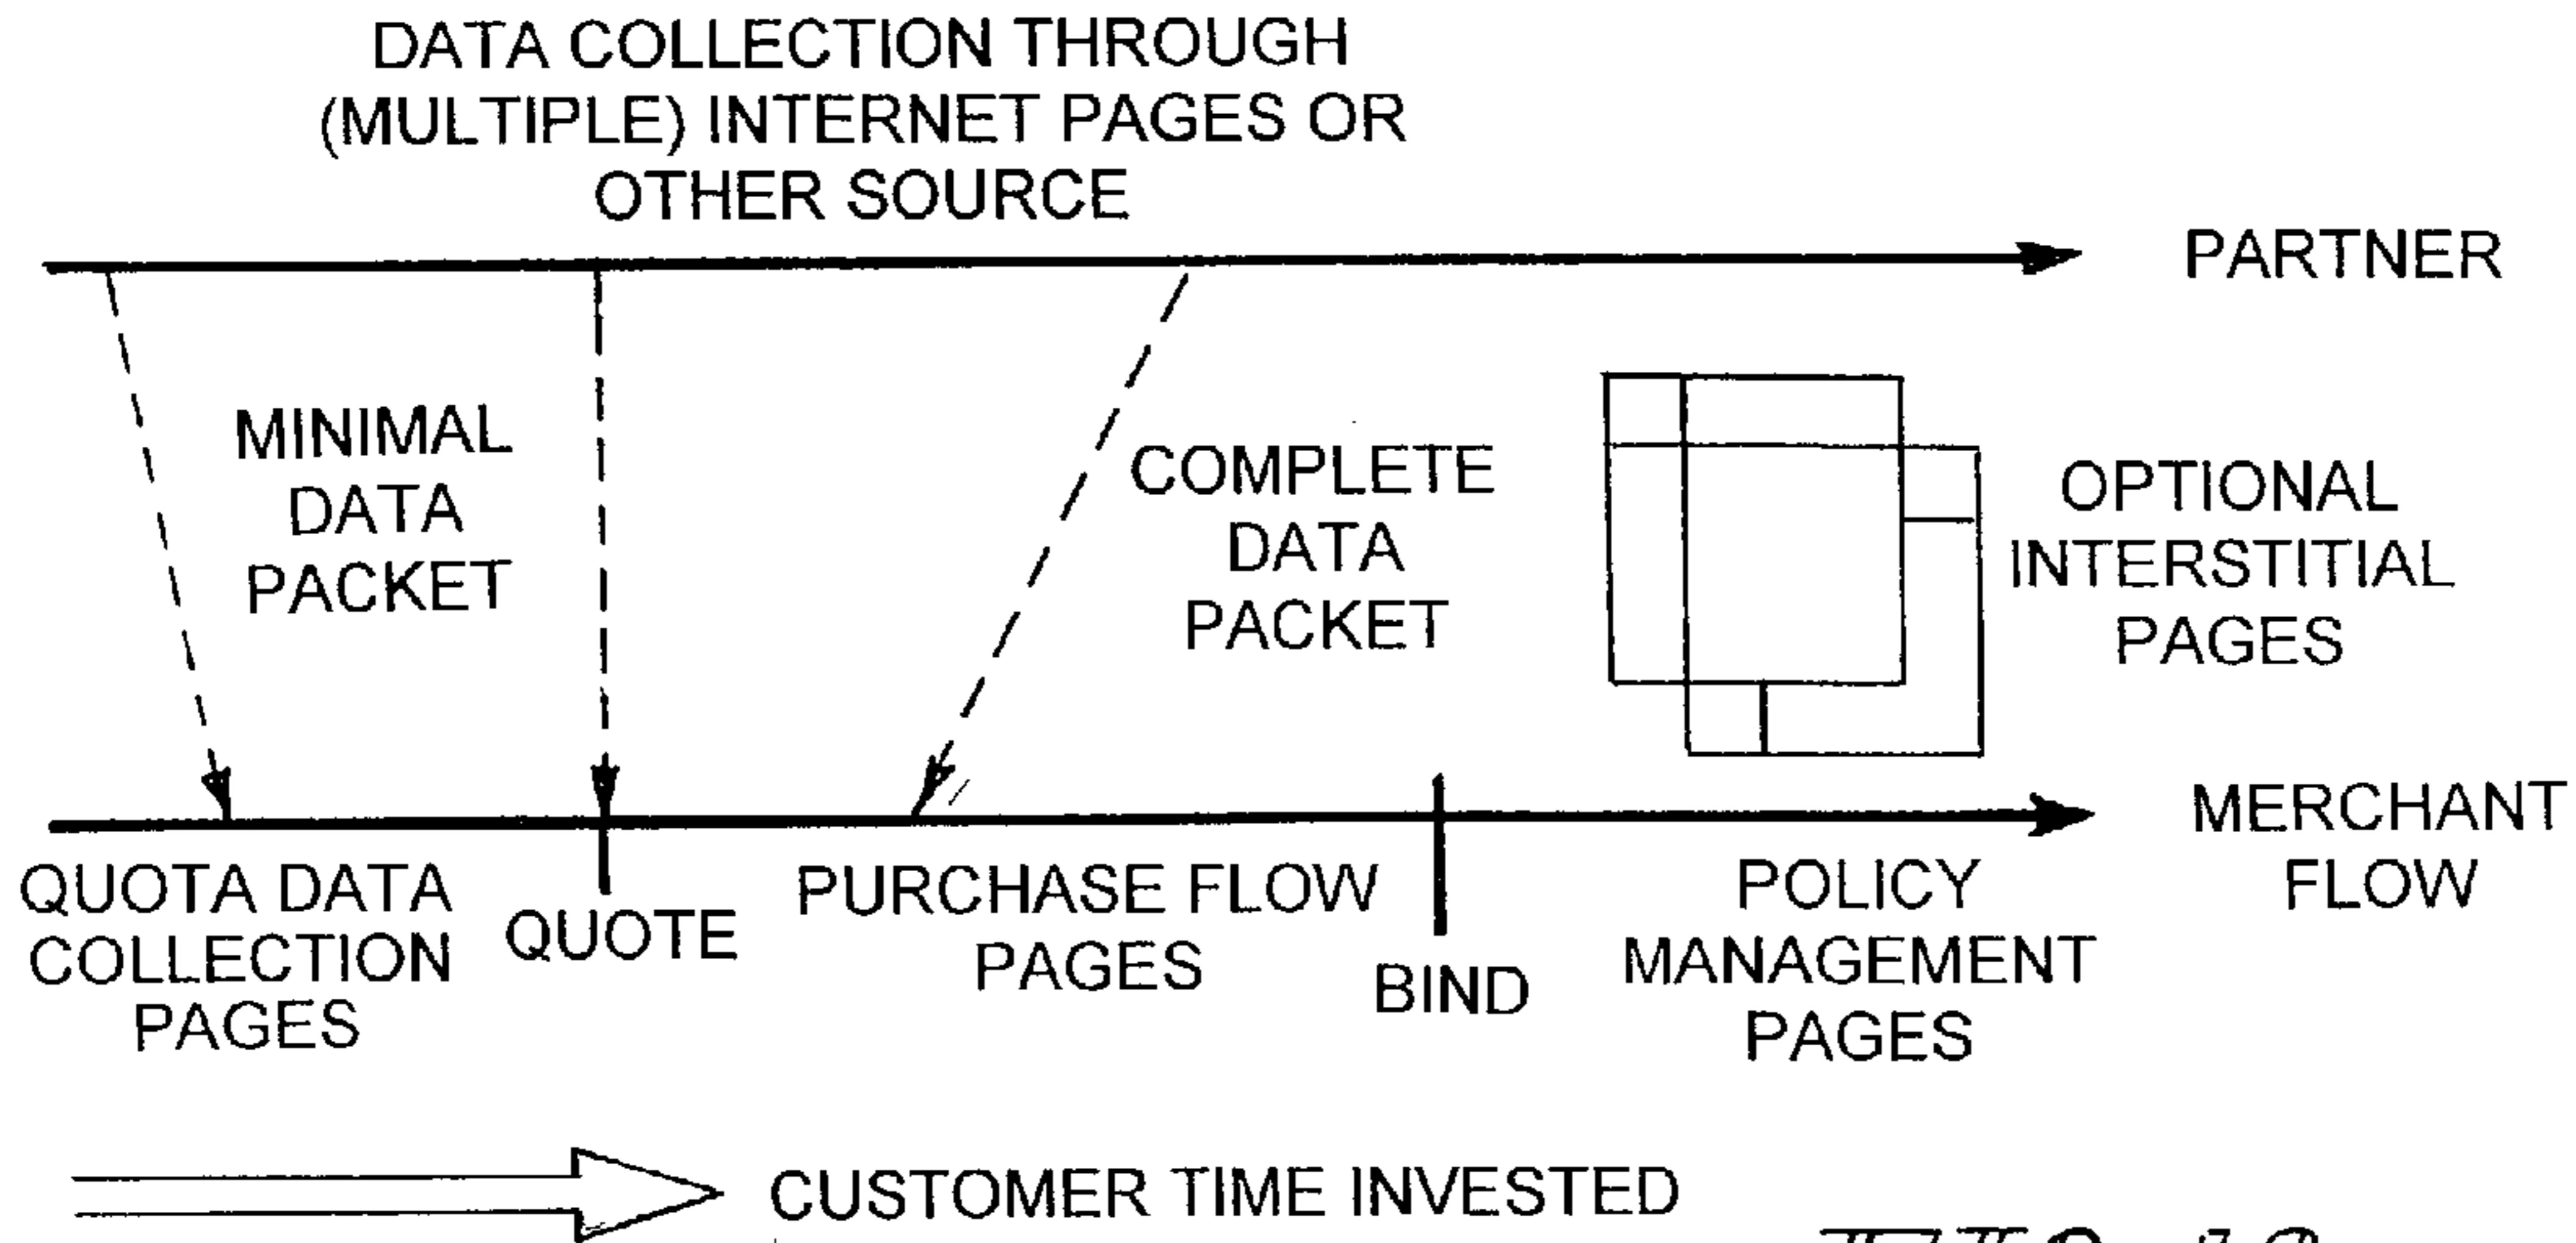 DATA COLLECTION THROUGH
(MULTIPLE) INTERNET PAGES OR
OTHER SOURCE
PARTNER
MINIMAL
DATA
PACKET
COMPLETE
DATA
PACKET
OPTIONAL
INTERSTITIAL
PAGES
MERCHANT
FLOW
QUOTA DATA
COLLECTION
PAGES
QUOTE
PURCHASE FLOW
PAGES
BIND
POLICY
MANAGEMENT
PAGES
CUSTOMER TIME INVESTED